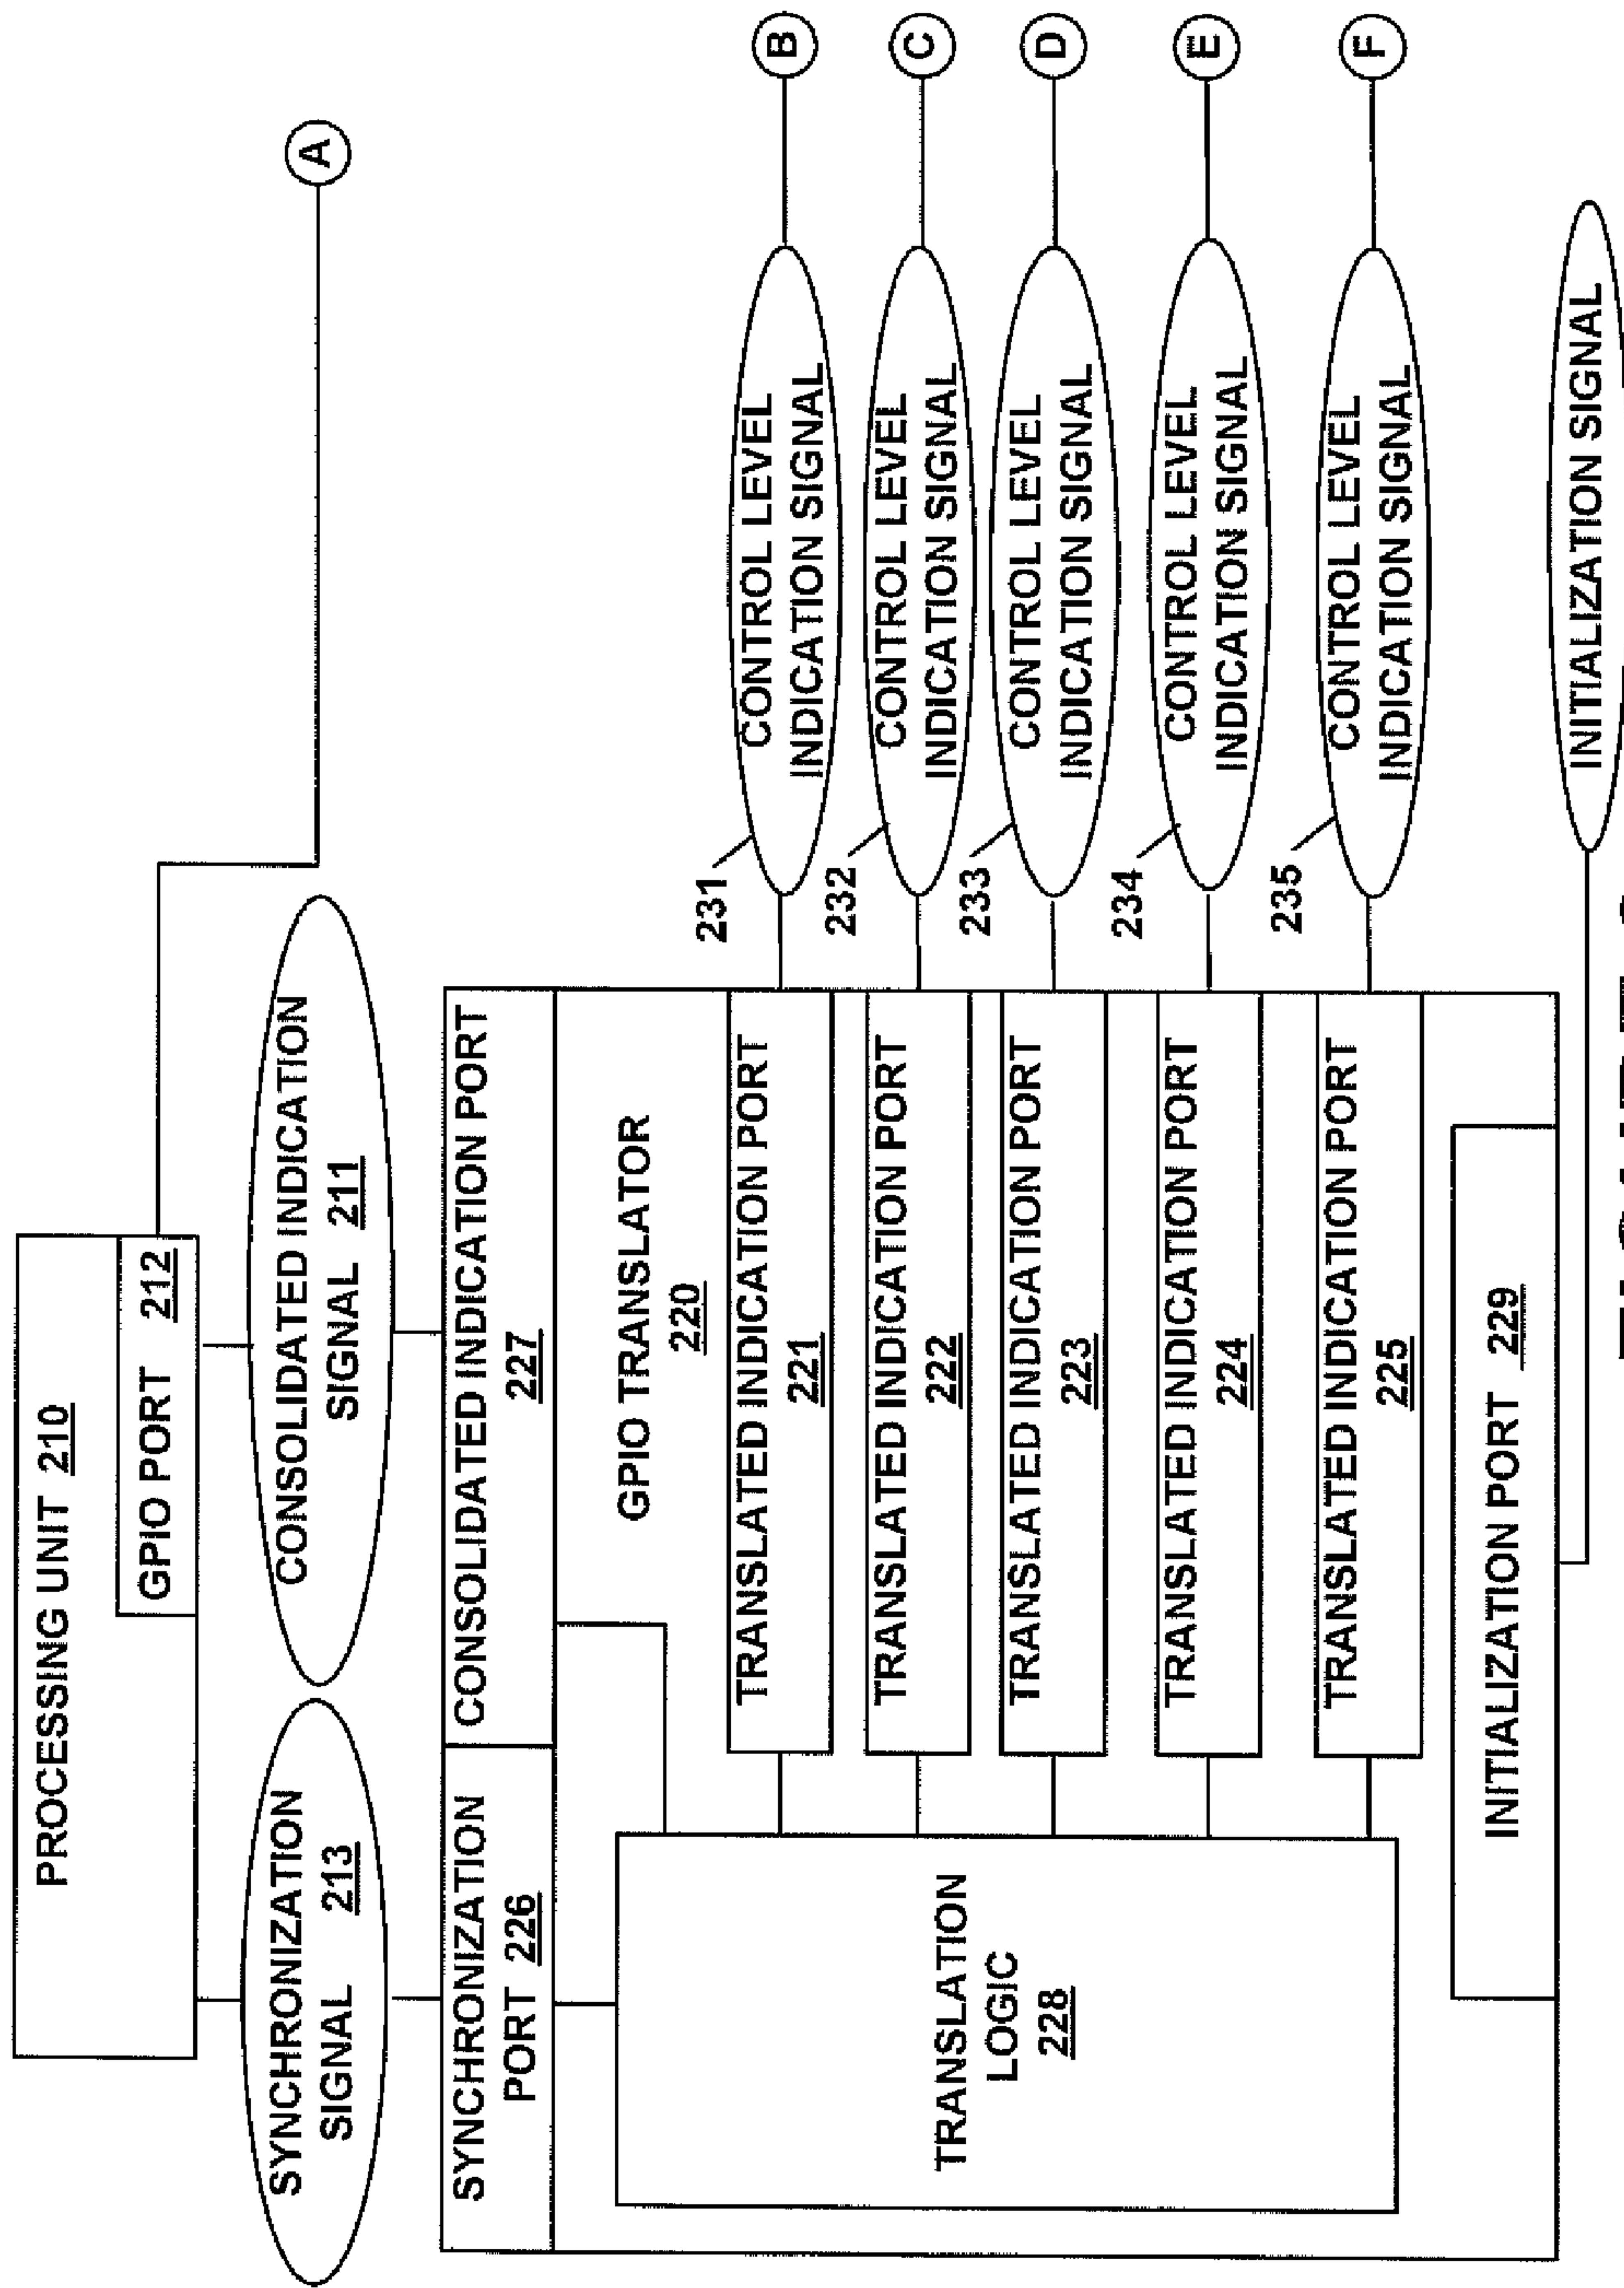 PROCESSING UNIT 210
GPIO PORT 212
A
SYNCHRONIZATION
SIGNAL 213
CONSOLIDATED INDICATION
SIGNAL 211
SYNCHRONIZATION
PORT 226
CONSOLIDATED INDICATION PORT
227
GPIO TRANSLATOR
220
TRANSLATION
LOGIC
228
TRANSLATED INDICATION PORT
221
231
CONTROL LEVEL
INDICATION SIGNAL
B
TRANSLATED INDICATION PORT
222
232
CONTROL LEVEL
INDICATION SIGNAL
C
TRANSLATED INDICATION PORT
223
233
CONTROL LEVEL
INDICATION SIGNAL
D
TRANSLATED INDICATION PORT
224
234
CONTROL LEVEL
INDICATION SIGNAL
E
TRANSLATED INDICATION PORT
225
235
CONTROL LEVEL
INDICATION SIGNAL
F
INITIALIZATION PORT 229
INITIALIZATION SIGNAL